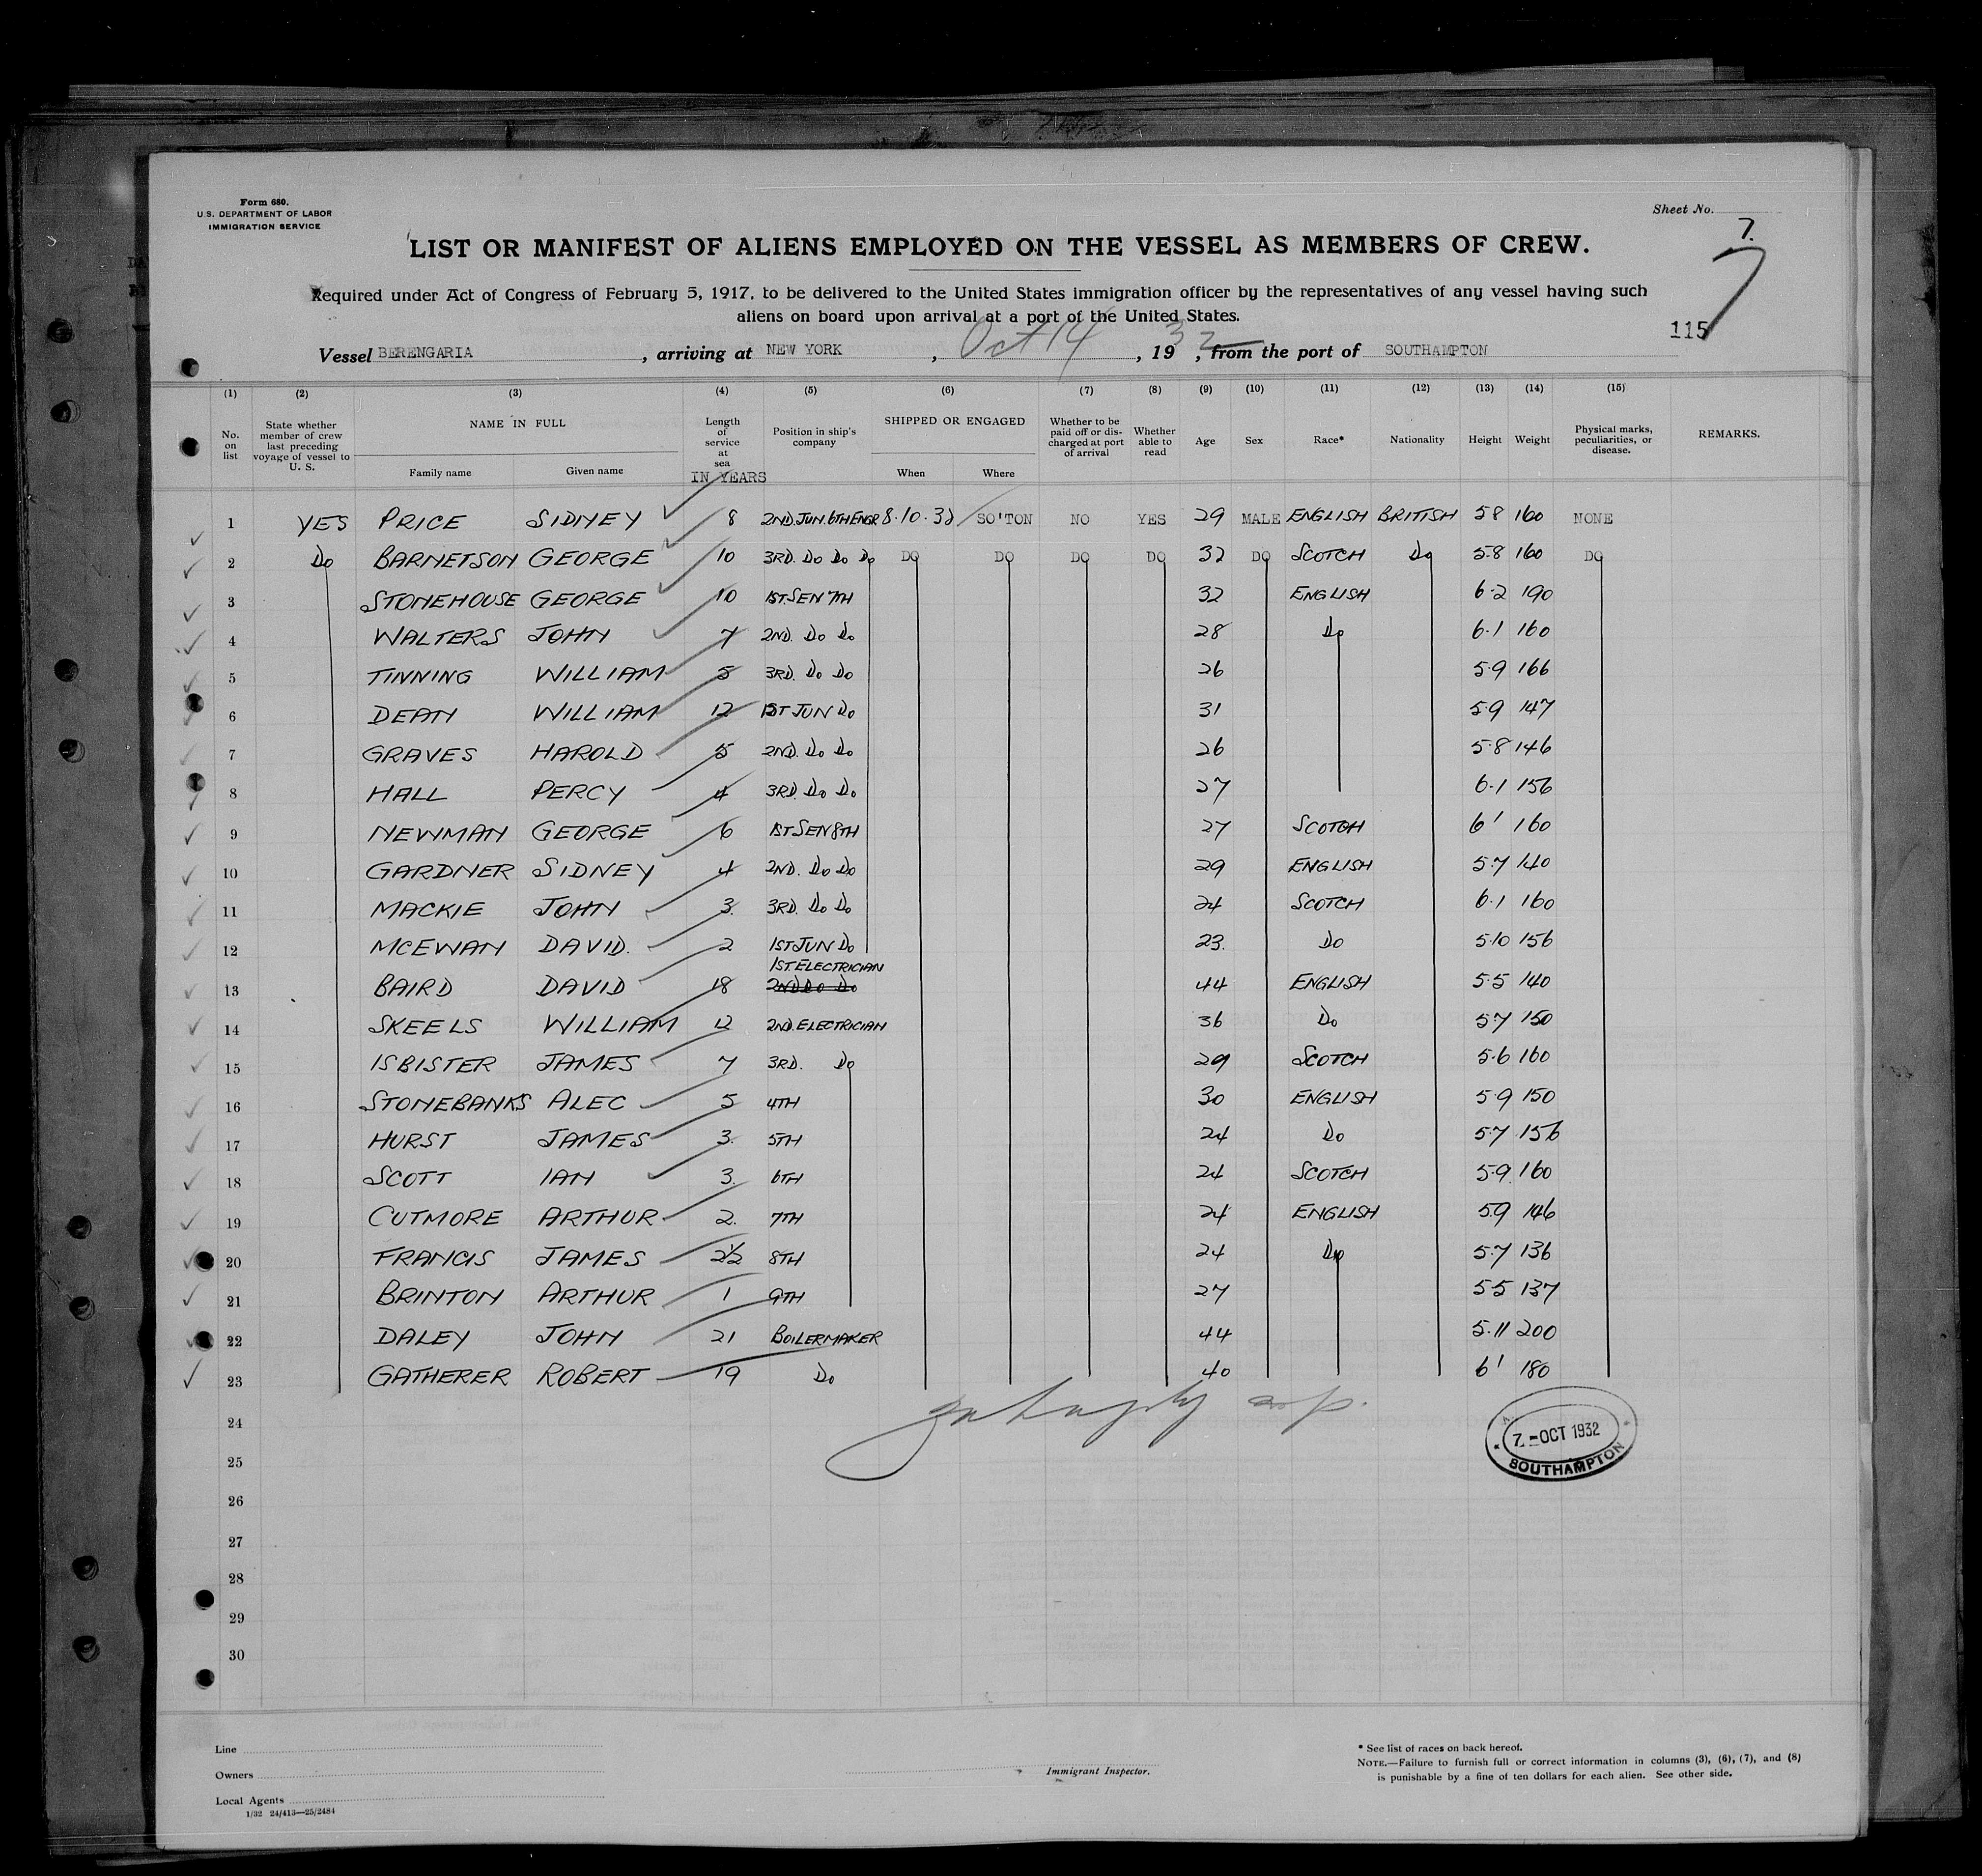 Form 680.
U.S. DEPARTMENT OF LABOR
IMMIGRATION SERVICE
Sheet No. 7.
7
LIST OR MANIFEST OF ALIENS EMPLOYED ON THE VESSEL AS MEMBERS OF CREW.
Required under Act of Congress of February 5, 1917, to be delivered to the United States immigration officer by the representatives of any vessel having such
aliens on board upon arrival at a port of the United States.
115
Vessel BERENGARIA, arriving at NEW YORK, Oct 14, 1932, from the port of SOUTHAMPTON
(1) (2) (3) (4) (5) (6) (7) (8) (9) (10) (11) (12) (13) (14) (15)
No. on list State whether member of crew last preceding voyage of vessel to U. S. NAME IN FULL Length of service at sea IN YEARS Position in ship's company SHIPPED OR ENGAGED Whether to be paid off or discharged at port of arrival Whether able to read Age Sex Race* Nationality Height Weight Physical marks, peculiarities, or disease. REMARKS.
Family name Given name When Where
1 YES PRICE SIDNEY 8 2ND. JUN. 6TH ENGR 8.10.32 SO'TON NO YES 29 MALE ENGLISH BRITISH 5 8 160 NONE
2 Do BARNETSON GEORGE 10 3RD. Do Do Do DO DO DO DO 32 DO SCOTCH Do 5.8 160 DO
3 STONEHOUSE GEORGE 10 1ST. SEN 7TH 32 ENGLISH 6.2 190
4 WALTERS JOHN 7 2ND. Do Do 28 Do 6.1 160
5 TINNING WILLIAM 5 3RD. Do Do 26 5.9 166
6 DEAN WILLIAM 12 1ST JUN Do 31 5.9 147
7 GRAVES HAROLD 5 2ND. Do Do 26 5.8 146
8 HALL PERCY 4 3RD. Do Do 27 6.1 156
9 NEWMAN GEORGE 6 1ST SEN 8TH 27 SCOTCH 6' 160
10 GARDNER SIDNEY 4 2ND. Do Do 29 ENGLISH 5.7 140
11 MACKIE JOHN 3. 3RD. Do Do 24 SCOTCH 6.1 160
12 MCEWAN DAVID. 2 1ST JUN Do 23. DO 5.10 156
13 BAIRD DAVID 18 1ST. ELECTRICIAN 2ND Do Do 44 ENGLISH 5.5 140
14 SKEELS WILLIAM 12 2ND. ELECTRICIAN 36 Do 5.7 150
15 ISBISTER JAMES 7 3RD. Do 29 SCOTCH 5.6 160
16 STONEBANKS ALEC 5 4TH 30 ENGLISH 5.9 150
17 HURST JAMES 3. 5TH 24 Do 5.7 156
18 SCOTT IAN 3. 6TH 24 SCOTCH 5.9. 160
19 CUTMORE ARTHUR 2. 7TH 24 ENGLISH 5.9 146
20 FRANCIS JAMES 2½ 8TH 24 Do 5.7 136
21 BRINTON ARTHUR 1 9TH 27 5.5 137
22 DALEY JOHN 21 BOILERMAKER 44 5.11 200
23 GATHERER ROBERT 19 Do 40 6' 180
24
25
26
27
28
29
30
7-OCT 1932
SOUTHAMPTON
Line
Owners
Local Agents
1/32 24/413—25/2484
Immigrant Inspector.
* See list of races on back hereof.
NOTE.—Failure to furnish full or correct information in columns (3), (6), (7), and (8)
is punishable by a fine of ten dollars for each alien. See other side.